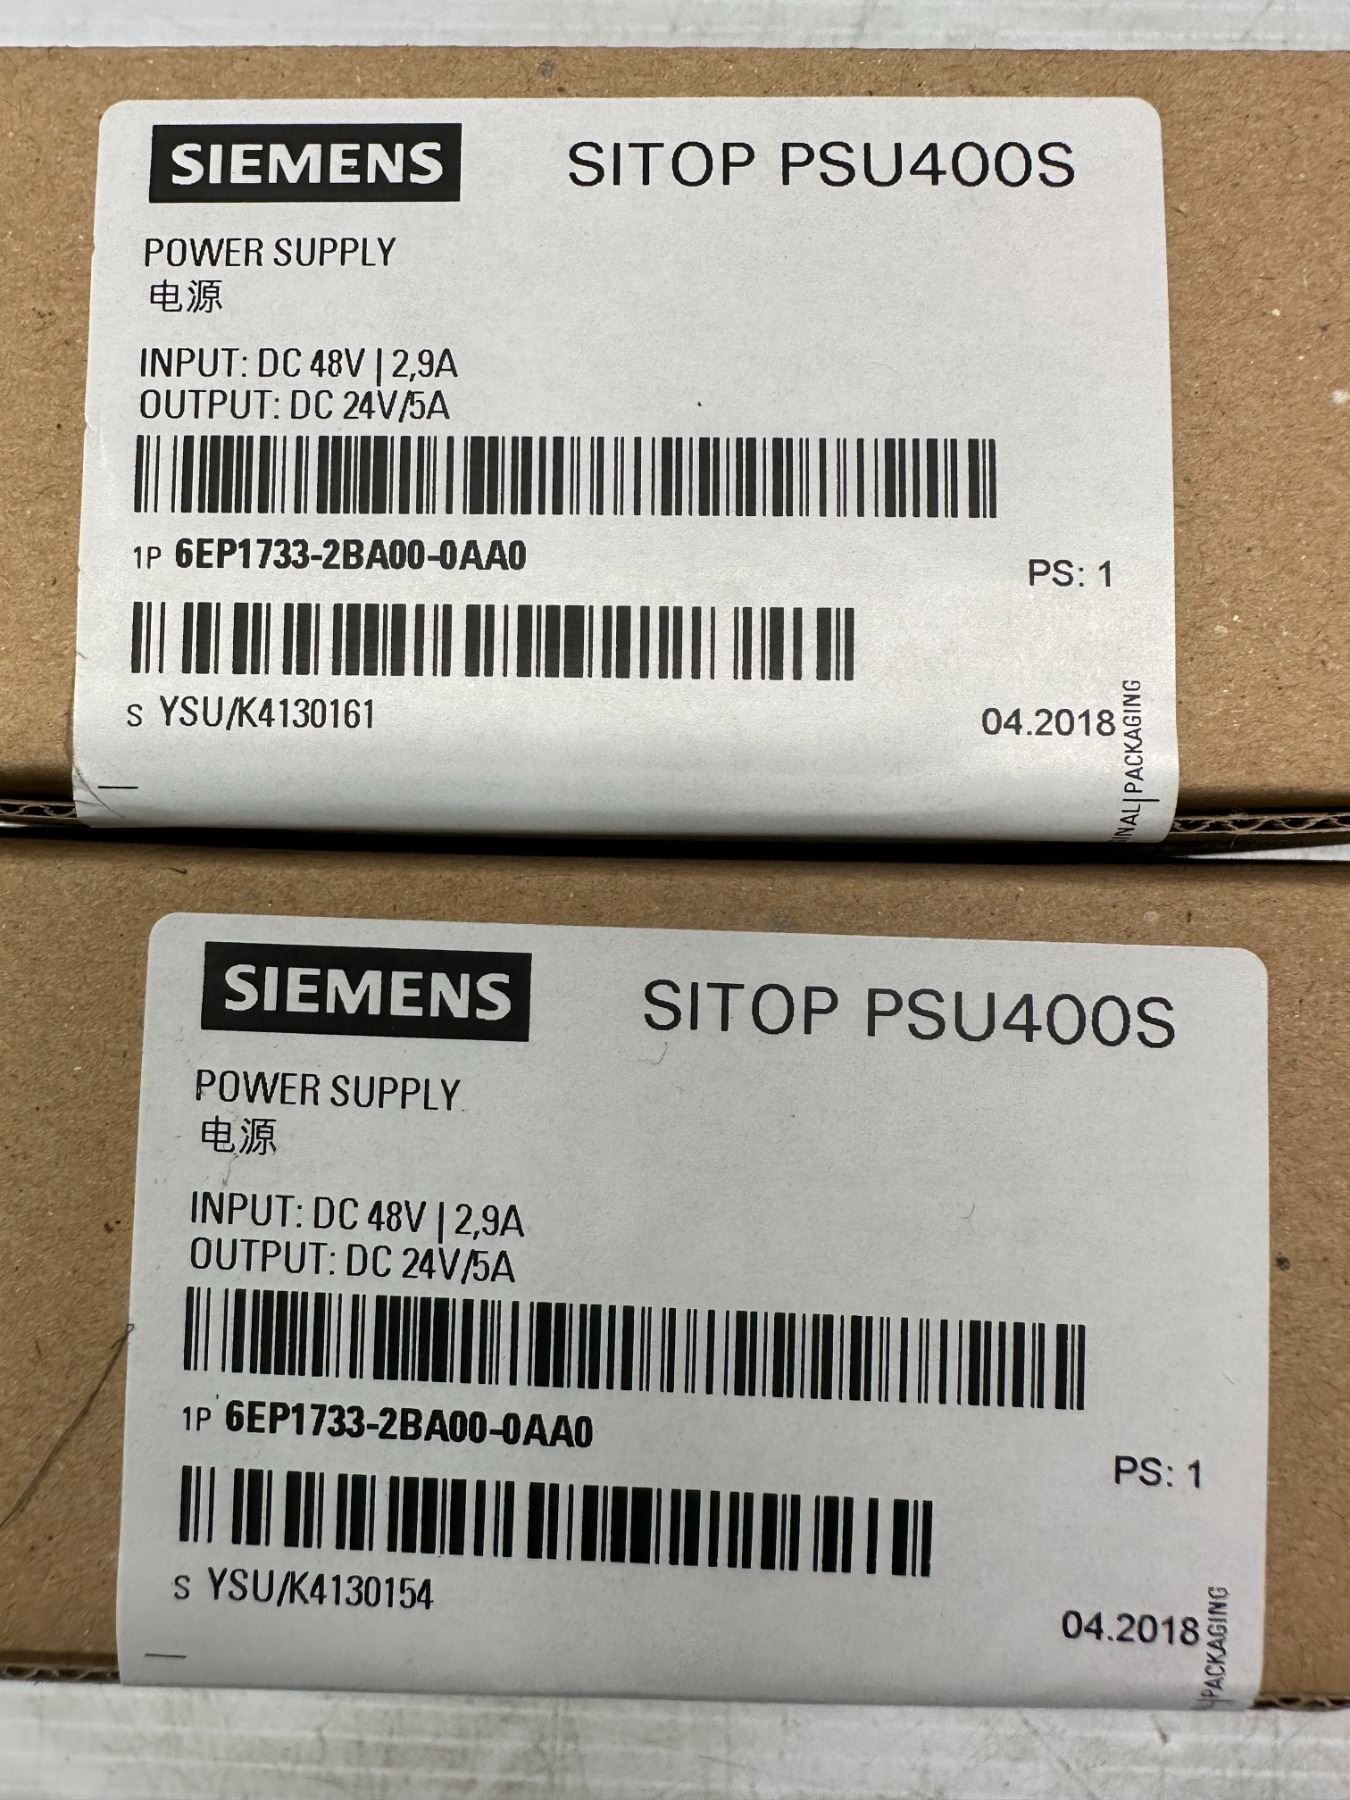 SIEMENS SITOP PSU400S
POWER SUPPLY
电源
INPUT: DC 48V | 2,9A
OUTPUT: DC 24V/5A
1P 6EP1733-2BA00-0AA0
PS: 1
S YSU/K4130161
04.2018
PACKAGING
SIEMENS SITOP PSU400S
POWER SUPPLY
电源
INPUT: DC 48V | 2,9A
OUTPUT: DC 24V/5A
1P 6EP1733-2BA00-0AA0
PS: 1
S YSU/K4130154
04.2018
PACKAGING